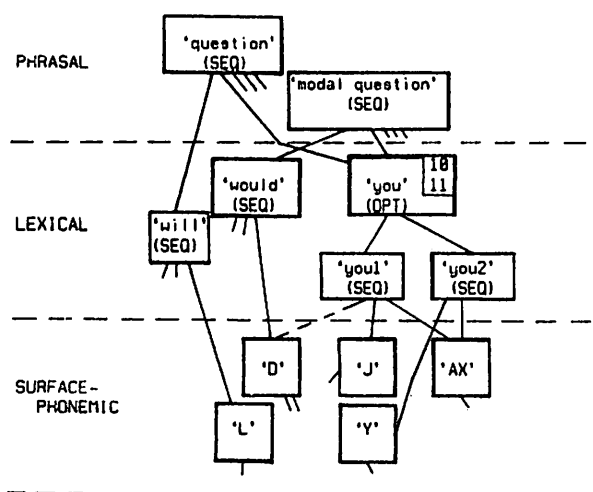 'question'
(SEQ)
PHRASAL
'modal question'
(SEQ)
10
11
'would'
(SEQ)
'you'
(OPT)
LEXICAL
'will'
(SEQ)
'you1'
(SEQ)
'you2'
(SEQ)
'D'
'J'
'AX'
SURFACE-
PHONEMIC
'L'
'Y'